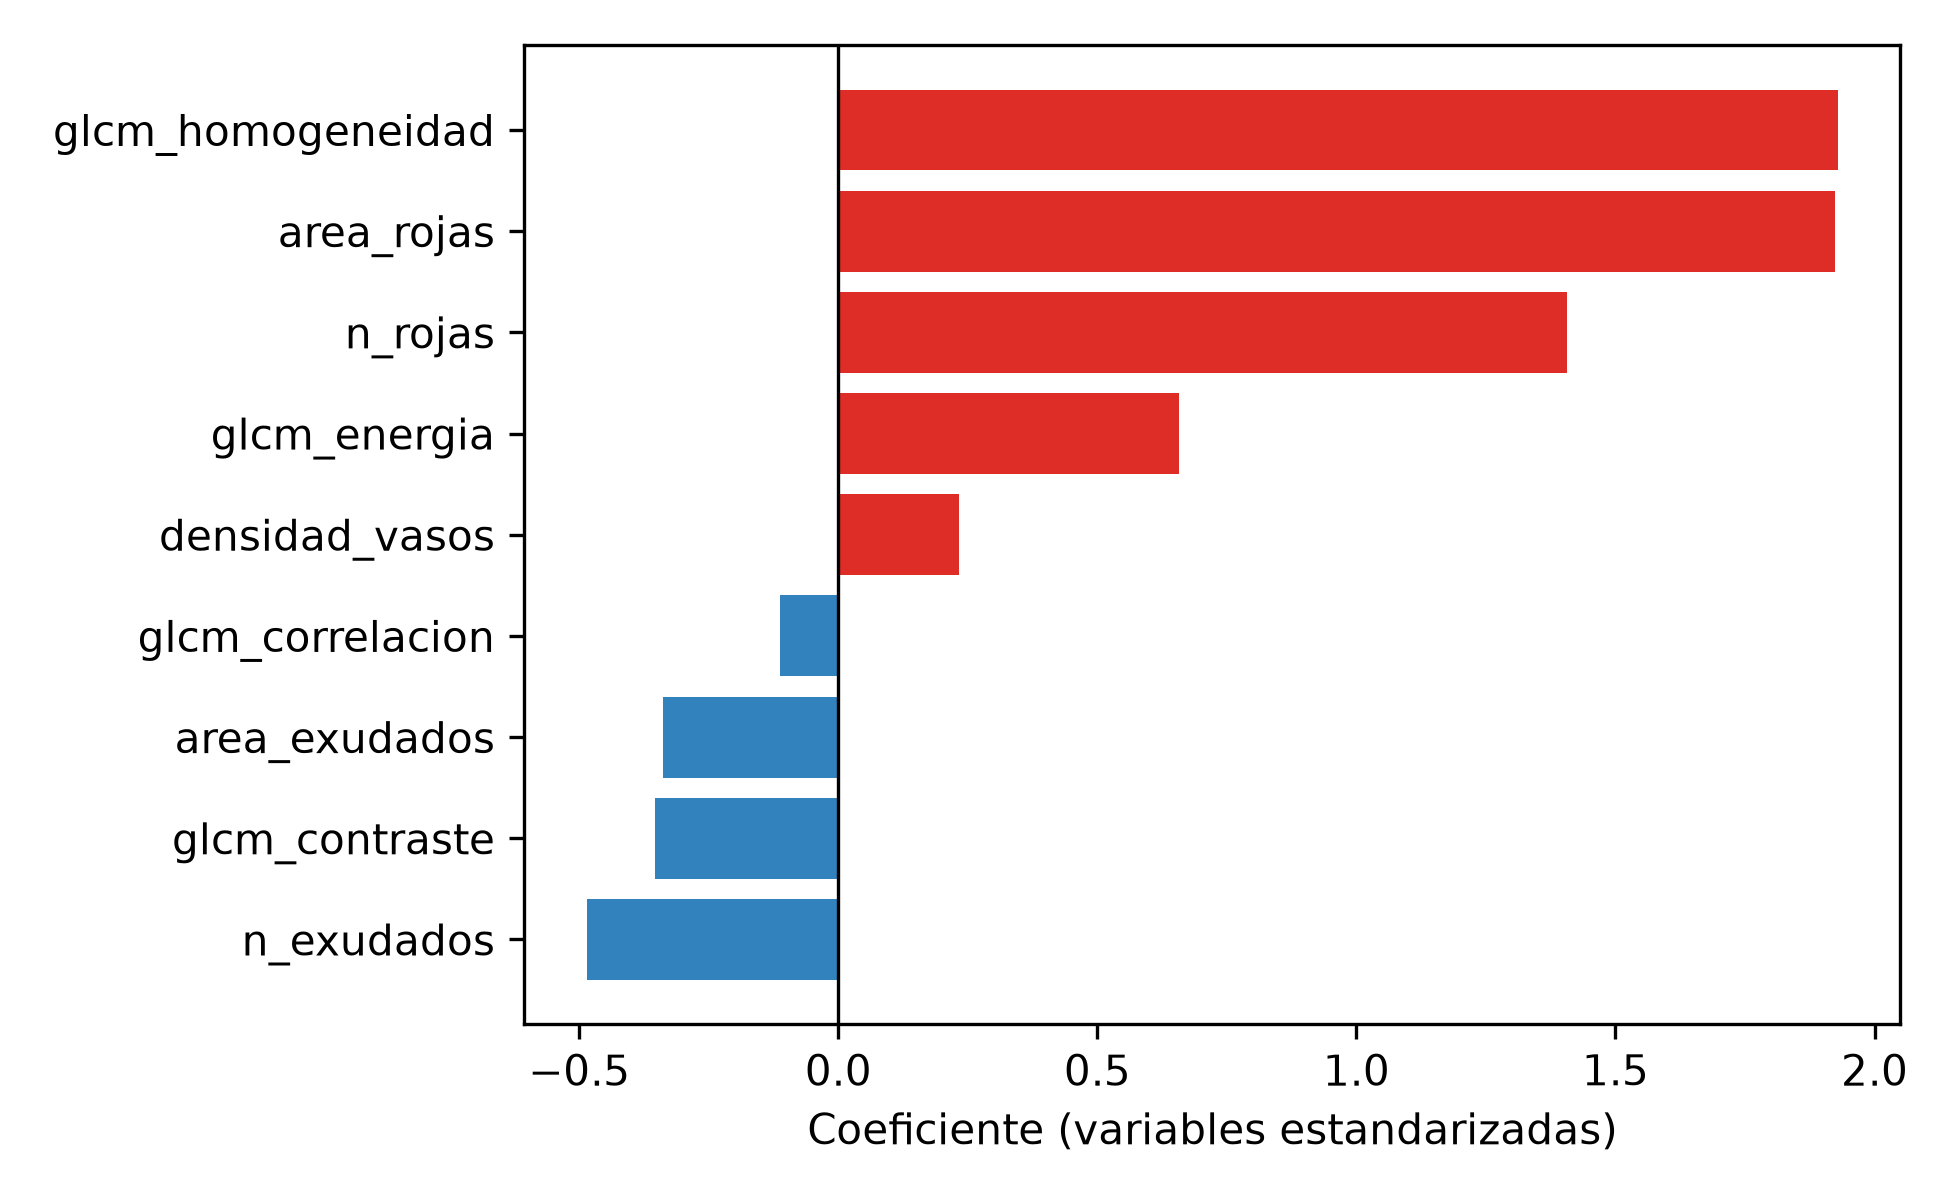 glcm_homogeneidad
area_rojas
n_rojas
glcm_energia
densidad_vasos
glcm_correlacion
area_exudados
glcm_contraste
n_exudados
−0.5 0.0 0.5 1.0 1.5 2.0
Coeficiente (variables estandarizadas)